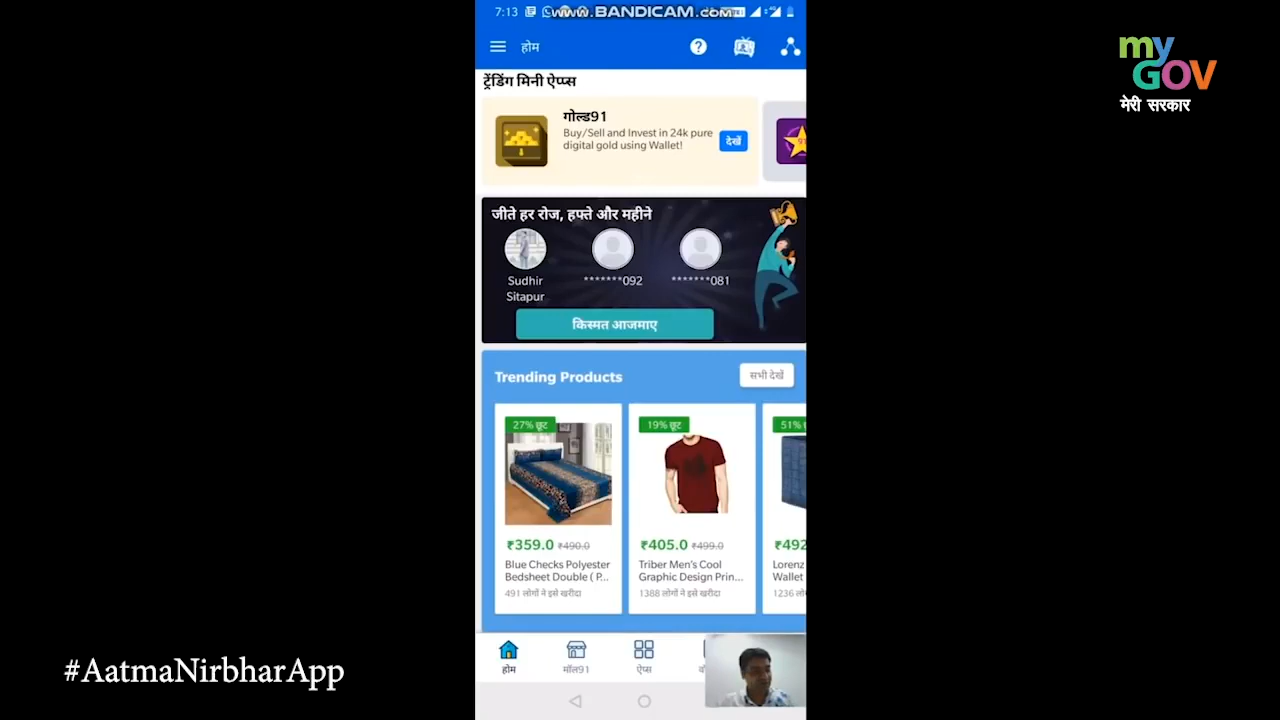 7:13
www.BANDICAM.com
होम
ट्रेंडिंग मिनी ऐप्प्स
गोल्ड91
Buy/Sell and Invest in 24k pure
digital gold using Wallet!
देखें
जीते हर रोज, हफ्ते और महीने
Sudhir
Sitapur
*******092
*******081
किस्मत आजमाए
Trending Products
सभी देखें
27% छूट
19% छूट
51%
₹359.0 ₹490.0
Blue Checks Polyester
Bedsheet Double ( P...
491 लोगों ने इसे खरीदा
₹405.0 ₹499.0
Triber Men's Cool
Graphic Design Prin...
1388 लोगों ने इसे खरीदा
₹492
Lorenz
Wallet
1236
होम
मॉल91
ऐप्स
my
GOV
मेरी सरकार
#AatmaNirbharApp